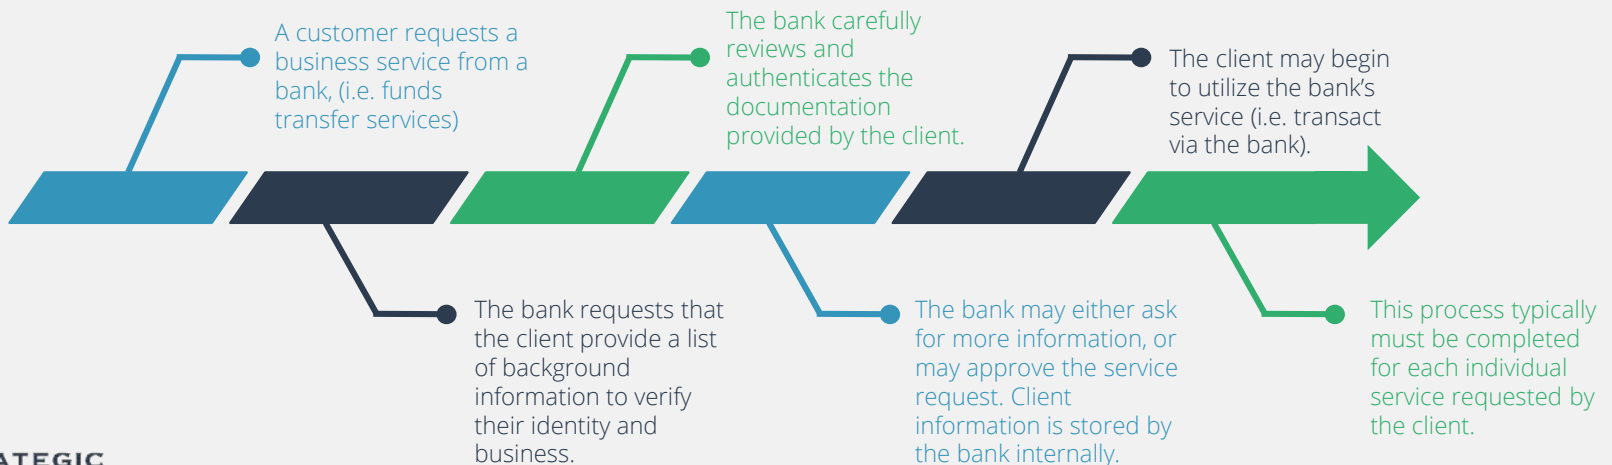 A customer requests a
business service from a
bank, (i.e. funds
transfer services)
The bank requests that
the client provide a list
of background
information to verify
their identity and
business.
The bank carefully
reviews and
authenticates the
documentation
provided by the client.
The bank may either ask
for more information, or
may approve the service
request. Client
information is stored by
the bank internally.
The client may begin
to utilize the bank’s
service (i.e. transact
via the bank).
This process typically
must be completed
for each individual
service requested by
the client.